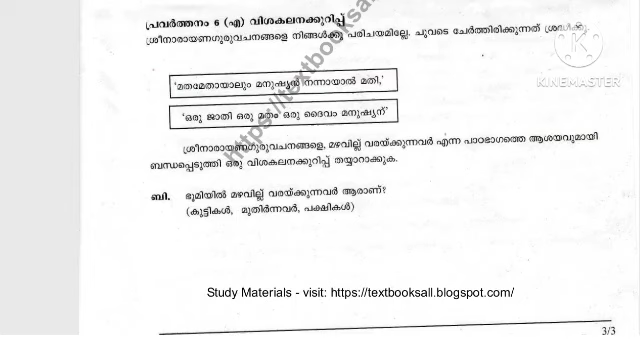 പ്രവർത്തനം 6 (എ) വിശകലനക്കുറിപ്പ്
ശ്രീനാരായണഗുരുവചനങ്ങളെ നിങ്ങൾക്കു പരിചയമില്ലേ. ചുവടെ ചേർത്തിരിക്കുന്നത് ശ്രദ്ധിക്കൂ.
KINEMASTER
'മതമേതായാലും മനുഷ്യൻ നന്നായാൽ മതി,'
'ഒരു ജാതി ഒരു മതം ഒരു ദൈവം മനുഷ്യന്'
https://textbooksa
ശ്രീനാരായണഗുരുവചനങ്ങളെ, മഴവില്ല് വരയ്ക്കുന്നവർ എന്ന പാഠഭാഗത്തെ ആശയവുമായി
ബന്ധപ്പെടുത്തി ഒരു വിശകലനക്കുറിപ്പ് തയ്യാറാക്കുക.
ബി. ഭൂമിയിൽ മഴവില്ല് വരയ്ക്കുന്നവർ ആരാണ്?
(കുട്ടികൾ, മുതിർന്നവർ, പക്ഷികൾ)
Study Materials - visit: https://textbooksall.blogspot.com/
3/3